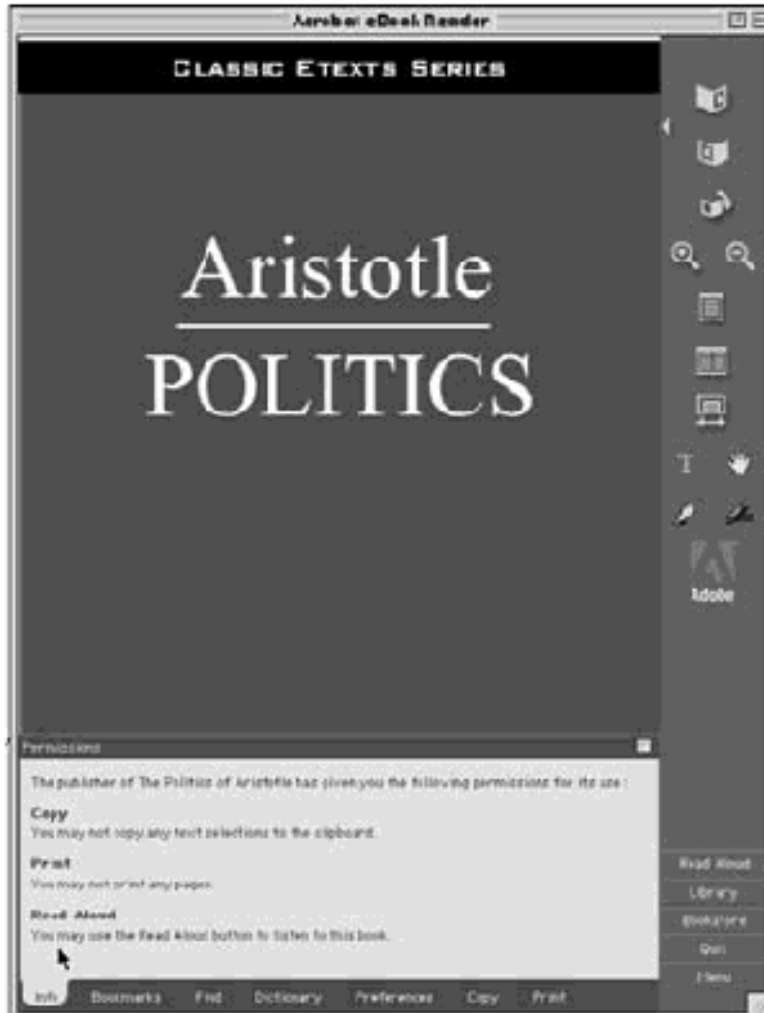 Acrobat eBook Reader
CLASSIC ETEXTS SERIES
Aristotle
POLITICS
T
Adobe
Permissions
The publisher of The Politics of Aristotle has given you the following permissions for its use :
Copy
You may not copy any text selections to the clipboard.
Print
You may not print any pages.
Read Aloud
You may use the Read Aloud button to listen to this book.
Read Aloud
Library
Bookstore
Quit
Menu
Info Bookmarks Find Dictionary Preferences Copy Print